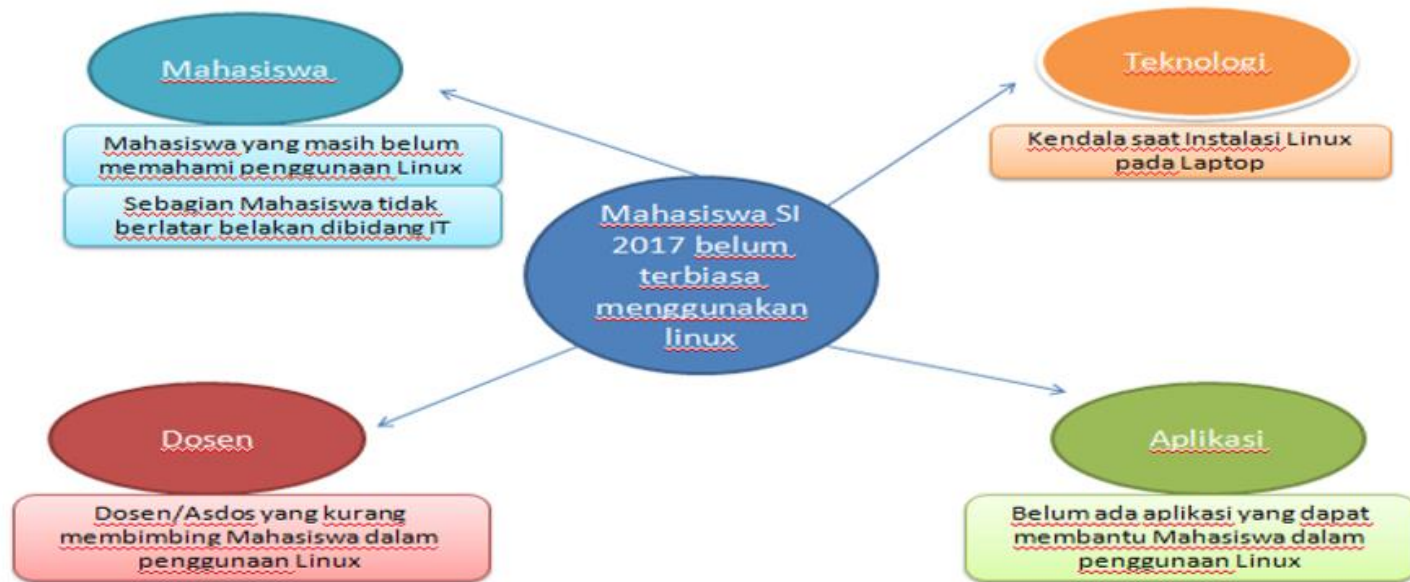 Mahasiswa
Mahasiswa yang masih belum
memahami penggunaan Linux
Sebagian Mahasiswa tidak
berlatar belakan dibidang IT
Teknologi
Kendala saat Instalasi Linux
pada Laptop
Mahasiswa SI
2017 belum
terbiasa
menggunakan
linux
Dosen
Dosen/Asdos yang kurang
membimbing Mahasiswa dalam
penggunaan Linux
Aplikasi
Belum ada aplikasi yang dapat
membantu Mahasiswa dalam
penggunaan Linux